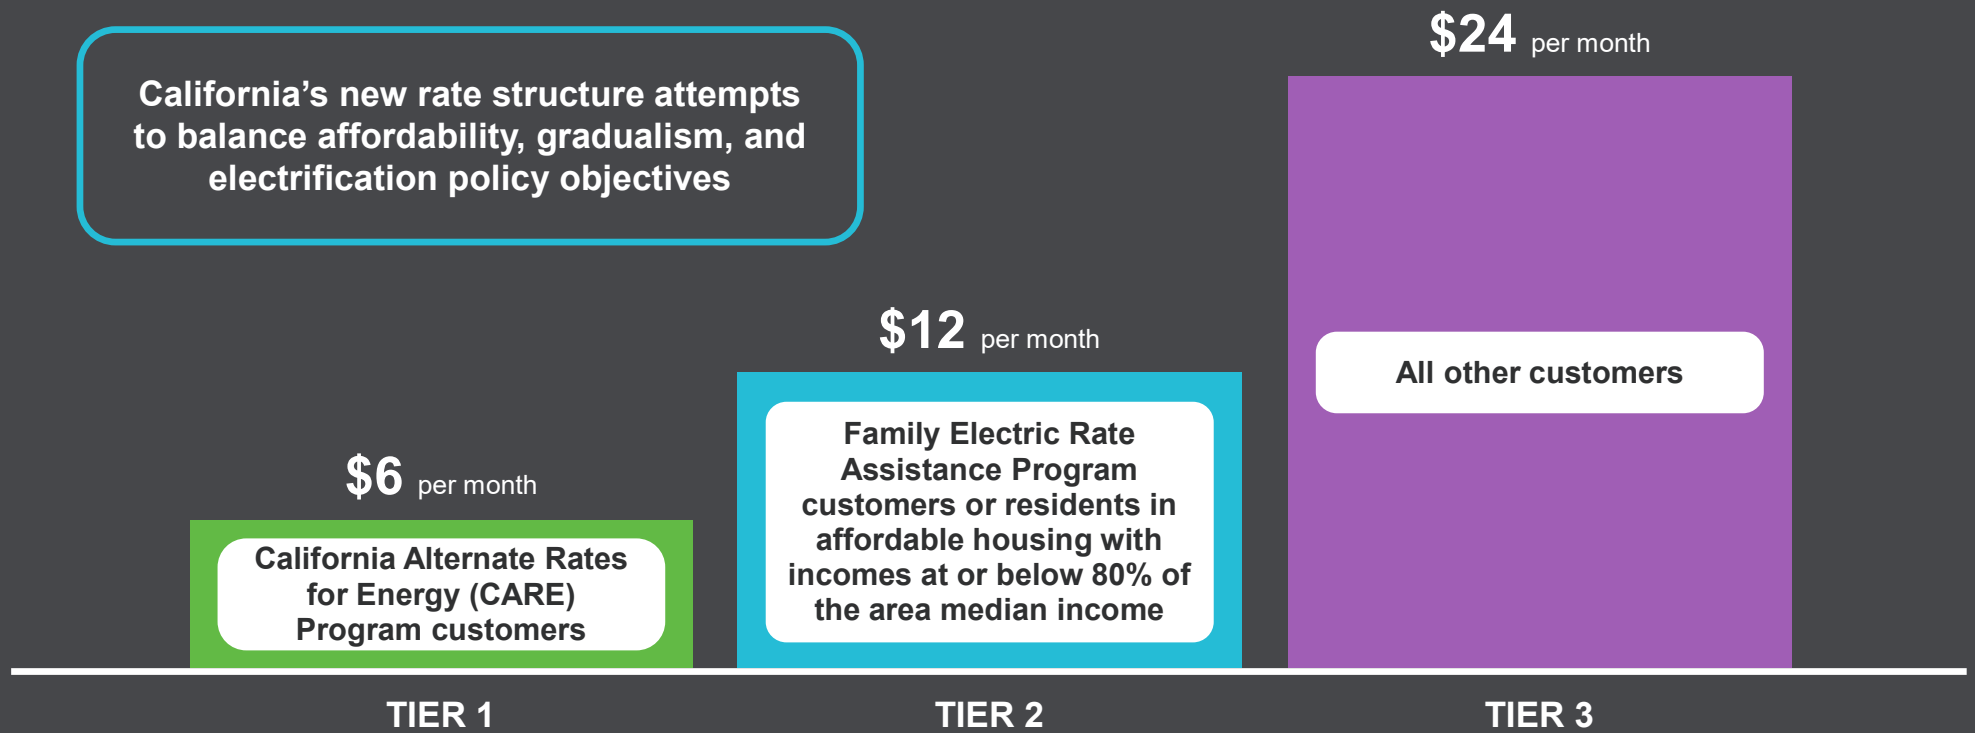 California’s new rate structure attempts
to balance affordability, gradualism, and
electrification policy objectives
$6 per month
California Alternate Rates
for Energy (CARE)
Program customers
TIER 1
$12 per month
Family Electric Rate
Assistance Program
customers or residents in
affordable housing with
incomes at or below 80% of
the area median income
TIER 2
$24 per month
All other customers
TIER 3